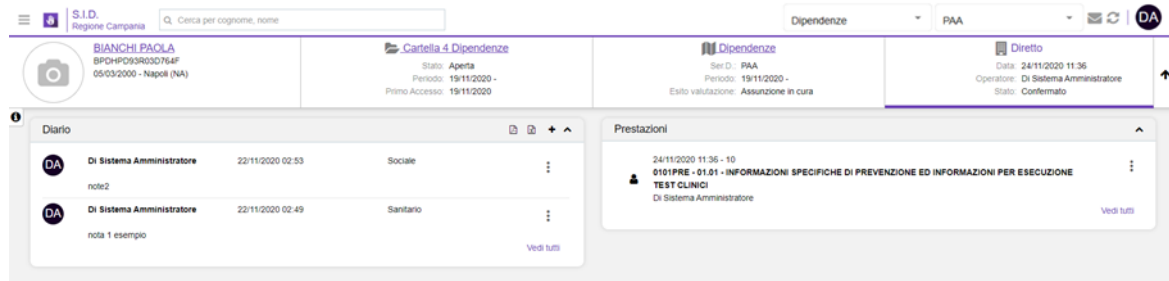 S.I.D.
Regione Campania
Cerca per cognome, nome
Dipendenze
PAA
DA
BIANCHI PAOLA
BPDHPD93R03D764F
05/03/2000 - Napoli (NA)
Cartella 4 Dipendenze
Stato: Aperta
Periodo: 19/11/2020 -
Primo Accesso: 19/11/2020
Dipendenze
Ser.D.: PAA
Periodo: 19/11/2020 -
Esito valutazione: Assunzione in cura
Diretto
Data: 24/11/2020 11:36
Operatore: Di Sistema Amministratore
Stato: Confermato
Diario
DA
Di Sistema Amministratore 22/11/2020 02:53 Sociale
note2
DA
Di Sistema Amministratore 22/11/2020 02:49 Sanitario
nota 1 esempio
Vedi tutti
Prestazioni
24/11/2020 11:36 - 10
0101PRE - 01.01 - INFORMAZIONI SPECIFICHE DI PREVENZIONE ED INFORMAZIONI PER ESECUZIONE
TEST CLINICI
Di Sistema Amministratore
Vedi tutti